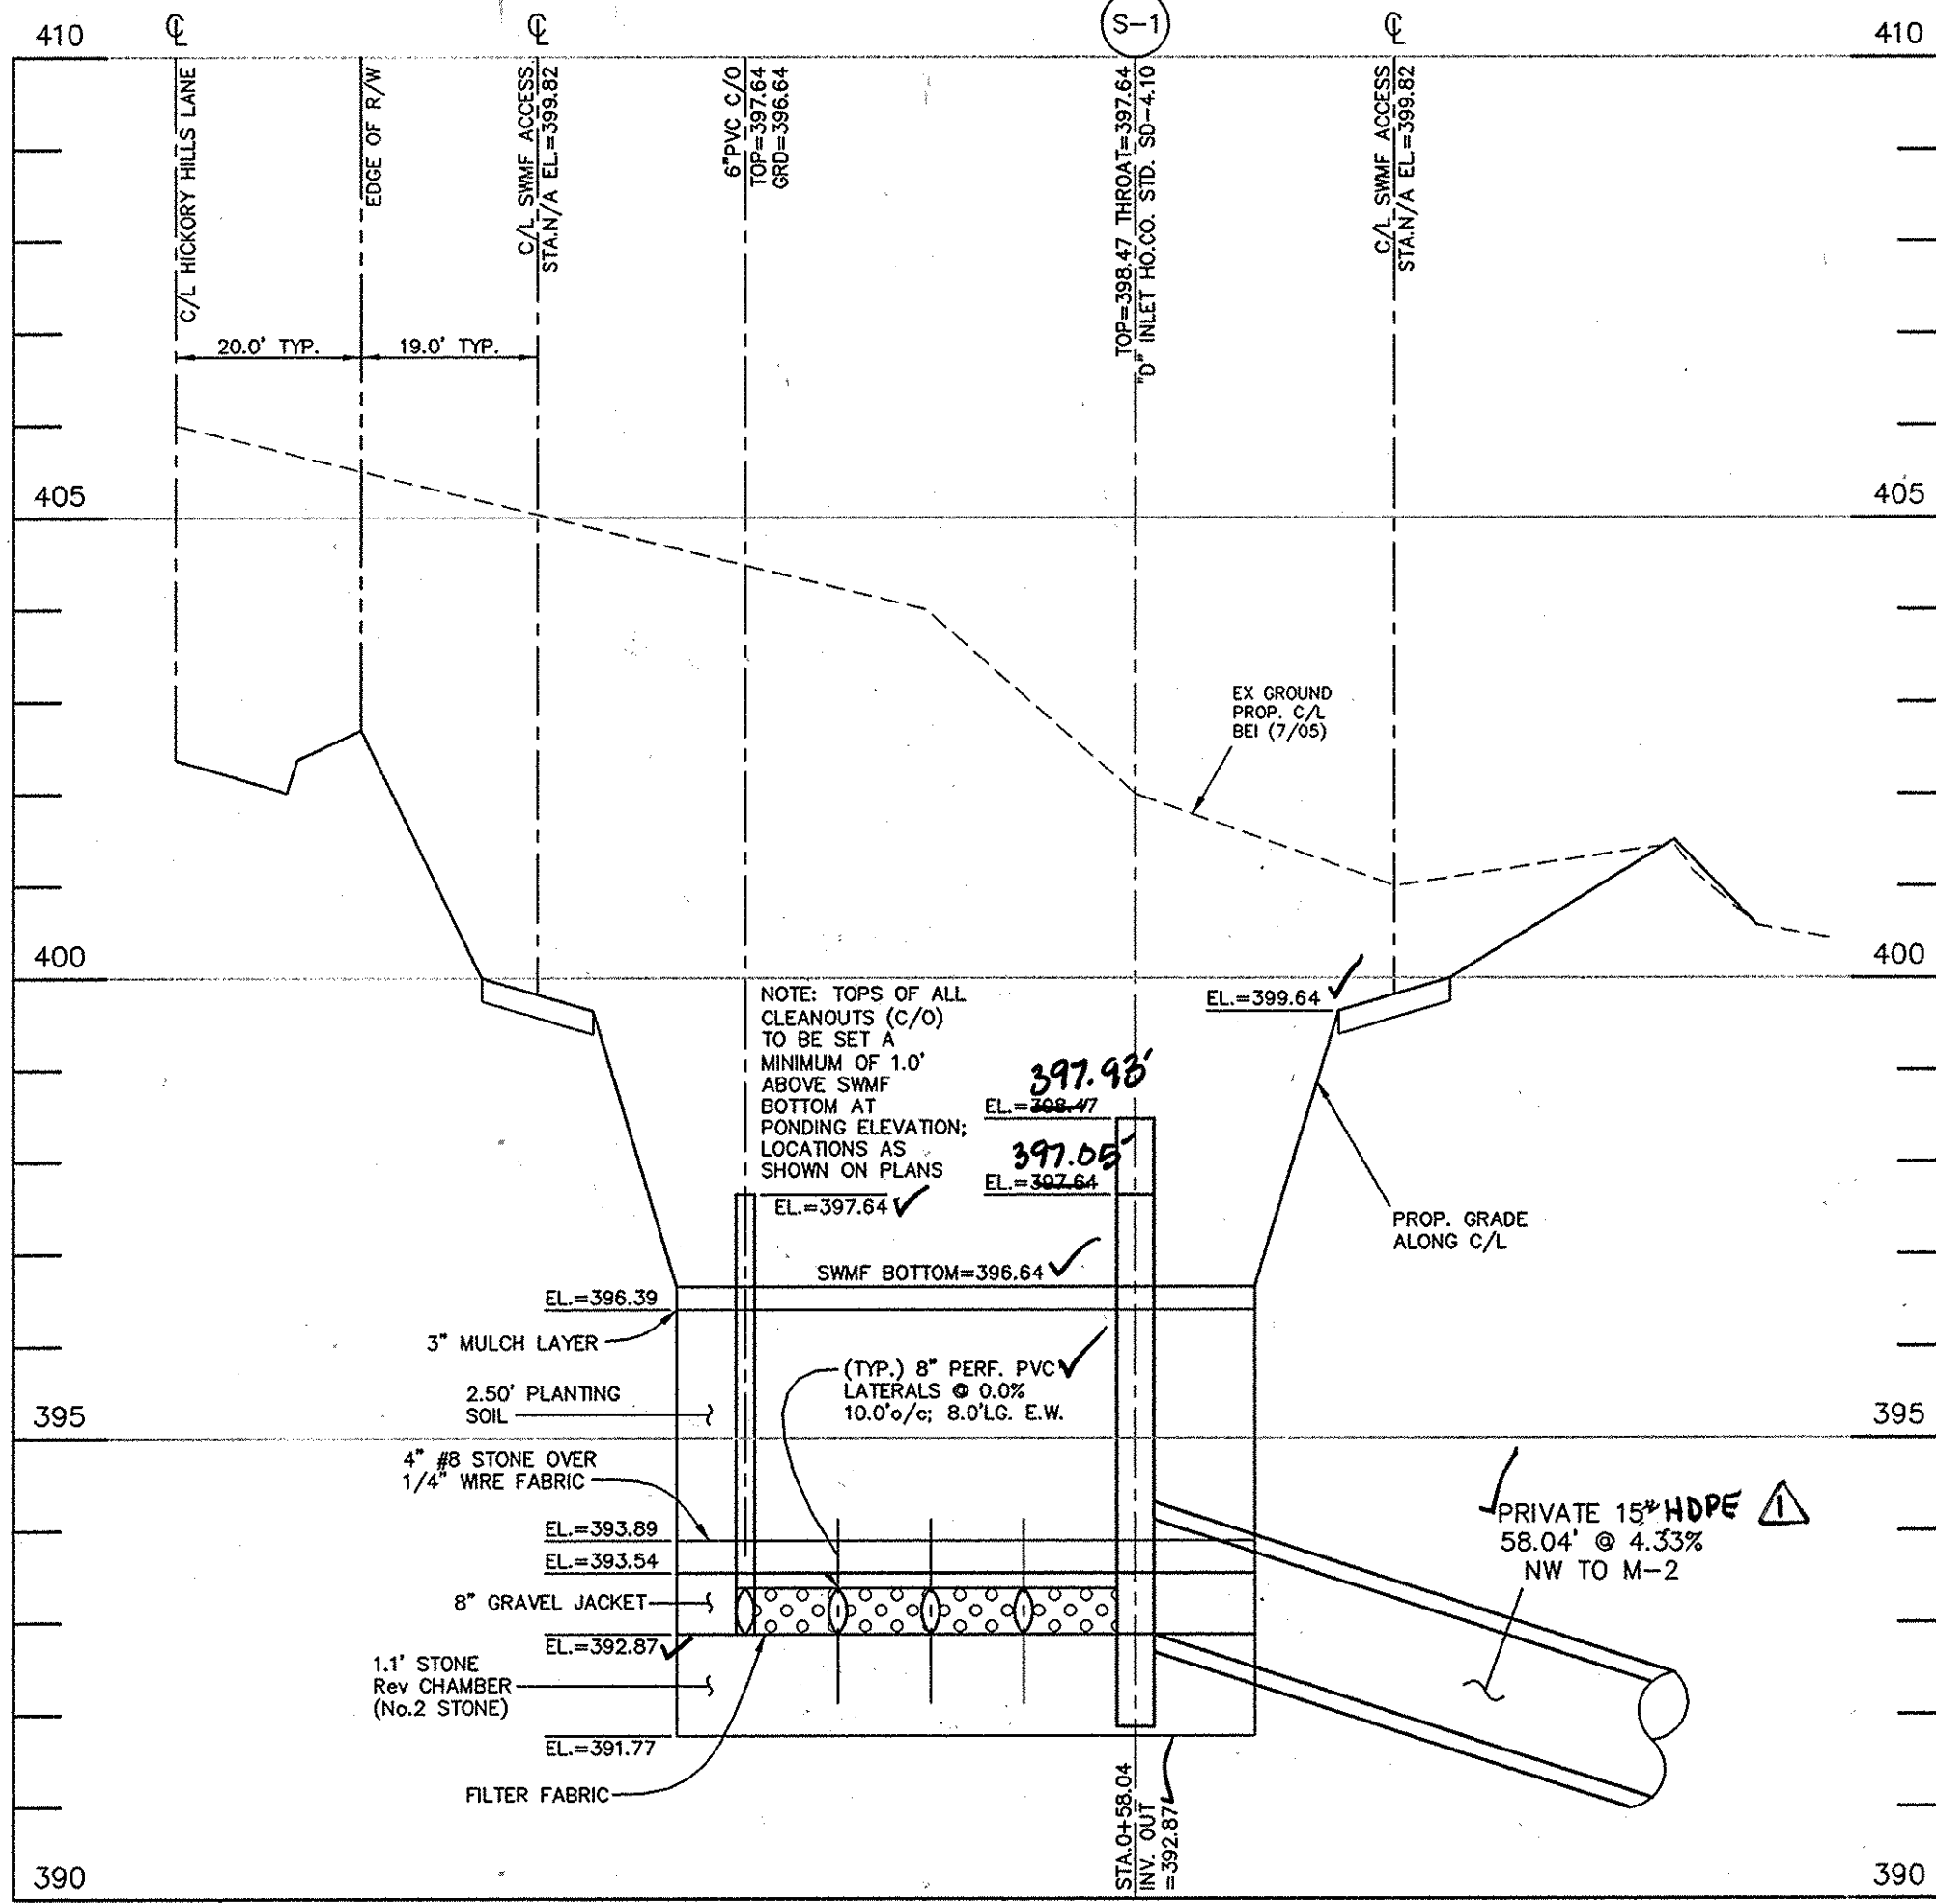 S-1
410
410
C/L HICKORY HILLS LANE
EDGE OF R/W
C/L SWMF ACCESS
STA.N/A EL.=399.82
6"PVC C/O
TOP=397.64
GRD=396.64
TOP=398.47 THROAT=397.64
"D" INLET HO.CO. STD. SD-4.10
C/L SWMF ACCESS
STA.N/A EL.=399.82
20.0' TYP.
19.0' TYP.
405
405
EX GROUND
PROP. C/L
BEI (7/05)
400
400
NOTE: TOPS OF ALL
CLEANOUTS (C/O)
TO BE SET A
MINIMUM OF 1.0'
ABOVE SWMF
BOTTOM AT
PONDING ELEVATION;
LOCATIONS AS
SHOWN ON PLANS
EL.=399.64
397.93'
EL.=398.47
397.05'
EL.=397.64
EL.=397.64
PROP. GRADE
ALONG C/L
SWMF BOTTOM=396.64
EL.=396.39
3" MULCH LAYER
(TYP.) 8" PERF. PVC
LATERALS @ 0.0%
10.0'o/c; 8.0'LG. E.W.
2.50' PLANTING
SOIL
395
395
4" #8 STONE OVER
1/4" WIRE FABRIC
PRIVATE 15" HDPE 1
58.04' @ 4.33%
NW TO M-2
EL.=393.89
EL.=393.54
8" GRAVEL JACKET
EL.=392.87
1.1' STONE
Rev CHAMBER
(No.2 STONE)
EL.=391.77
FILTER FABRIC
STA.0+58.04
INV. OUT
=392.87
390
390